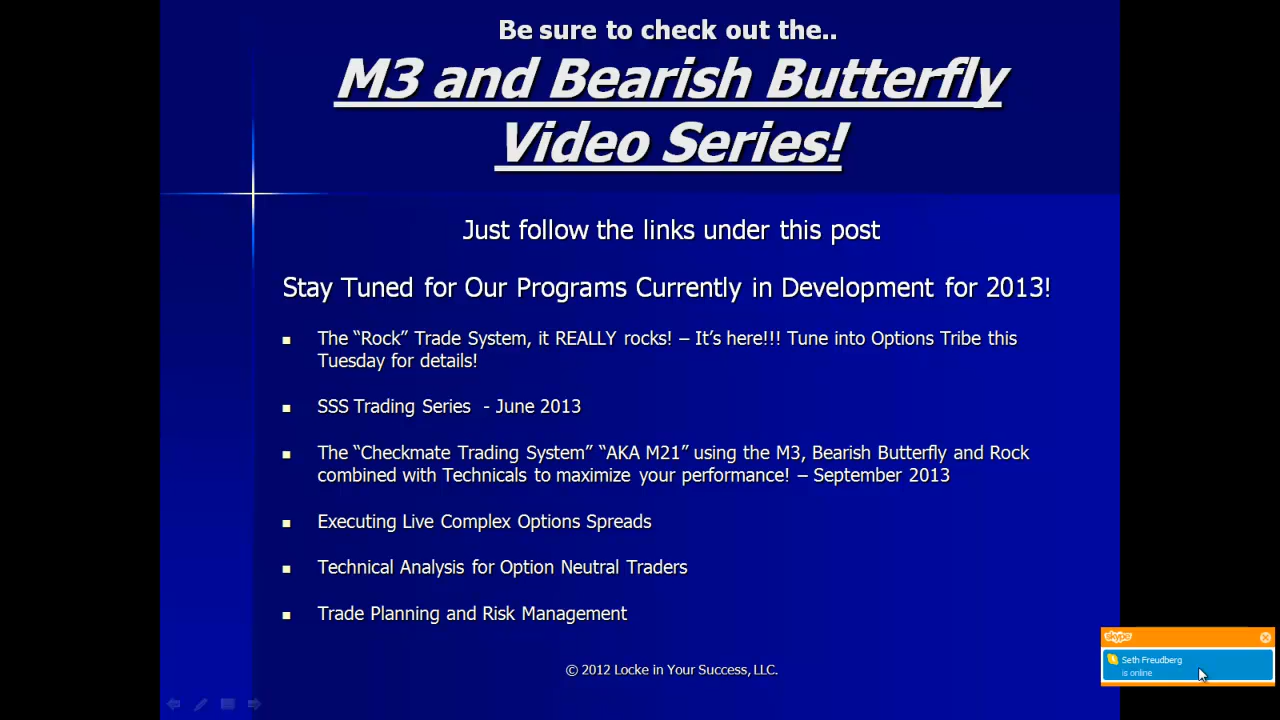 Be sure to check out the..
M3 and Bearish Butterfly
Video Series!
Just follow the links under this post
Stay Tuned for Our Programs Currently in Development for 2013!
The “Rock” Trade System, it REALLY rocks! – It’s here!!! Tune into Options Tribe this
Tuesday for details!
SSS Trading Series - June 2013
The “Checkmate Trading System” “AKA M21” using the M3, Bearish Butterfly and Rock
combined with Technicals to maximize your performance! – September 2013
Executing Live Complex Options Spreads
Technical Analysis for Option Neutral Traders
Trade Planning and Risk Management
© 2012 Locke in Your Success, LLC.
skype
Seth Freudberg
is online